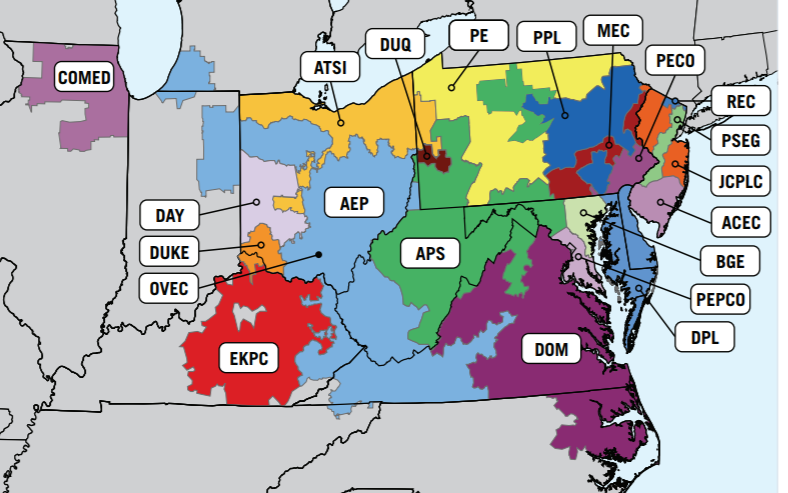 MEC
PE
PPL
DUQ
PECO
ATSI
COMED
REC
PSEG
JCPLC
AEP
DAY
ACEC
DUKE
APS
BGE
OVEC
PEPCO
DPL
DOM
EKPC